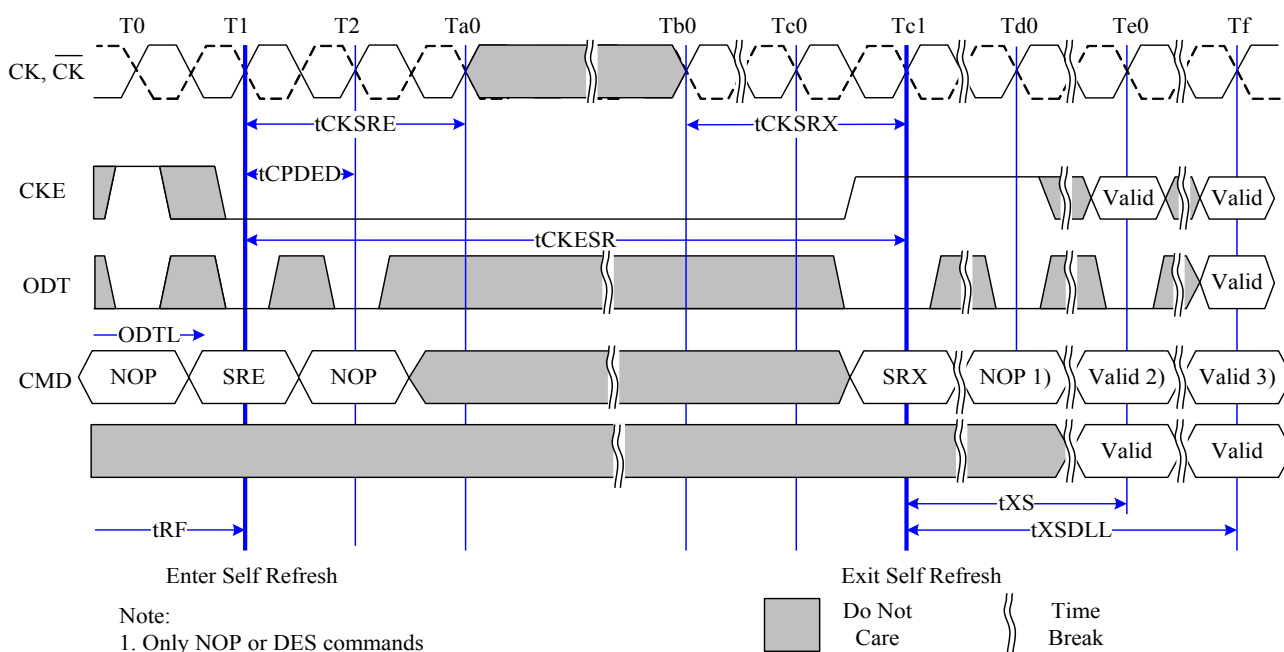 T0 T1 T2 Ta0 Tb0 Tc0 Tc1 Td0 Te0 Tf
CK, C̅K̅
tCKSRE tCKSRX
tCPDED
CKE Valid Valid
tCKESR
ODT Valid
ODTL
CMD NOP SRE NOP SRX NOP 1) Valid 2) Valid 3)
Valid Valid
tRF tXS
tXSDLL
Enter Self Refresh Exit Self Refresh
Note:
1. Only NOP or DES commands
Do Not
Care
Time
Break